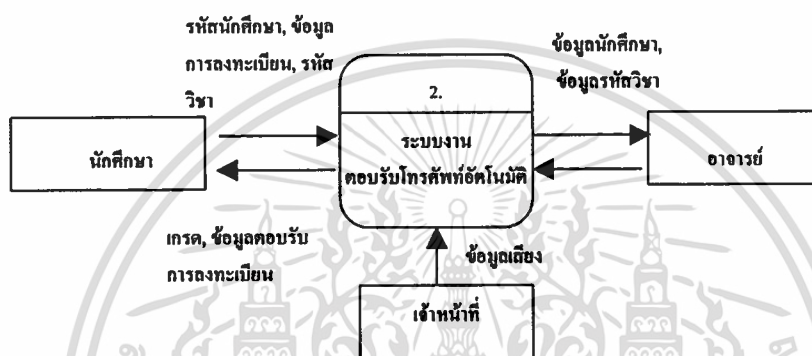 รหัสนักศึกษา, ข้อมูล
การลงทะเบียน, รหัส
วิชา
ข้อมูลนักศึกษา,
ข้อมูลรหัสวิชา
2.
ระบบงาน
ตอบรับโทรศัพท์อัตโนมัติ
นักศึกษา
อาจารย์
เกรด, ข้อมูลตอบรับ
การลงทะเบียน
ข้อมูลเสียง
เจ้าหน้าที่